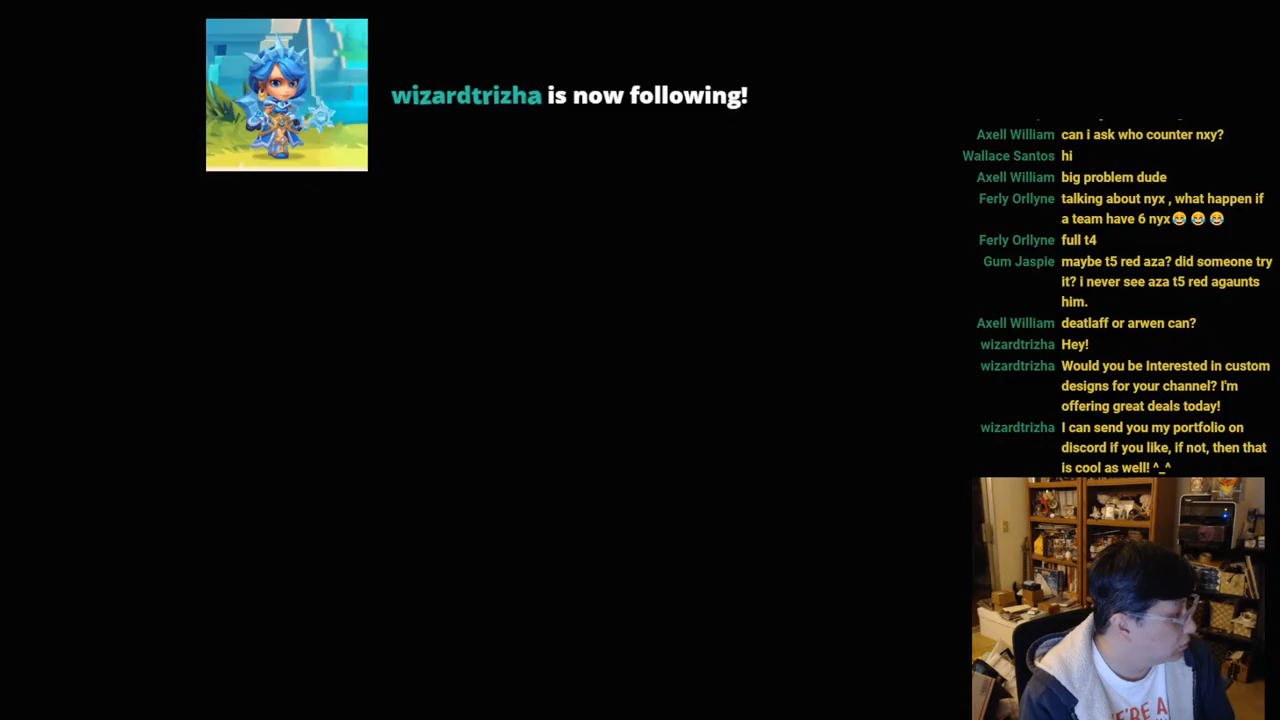 wizardtrizha is now following!
Axell William can i ask who counter nxy?
Wallace Santos hi
Axell William big problem dude
Ferly Orllyne talking about nyx , what happen if
a team have 6 nyx😂 😂 😂
Ferly Orllyne full t4
Gum Jaspie maybe t5 red aza? did someone try
it? i never see aza t5 red agaunts
him.
Axell William deatlaff or arwen can?
wizardtrizha Hey!
wizardtrizha Would you be Interested in custom
designs for your channel? I'm
offering great deals today!
wizardtrizha I can send you my portfolio on
discord if you like, if not, then that
is cool as well! ^_^
WE'RE A